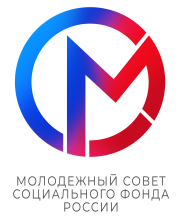 МОЛОДЕЖНЫЙ СОВЕТ
СОЦИАЛЬНОГО ФОНДА
РОССИИ